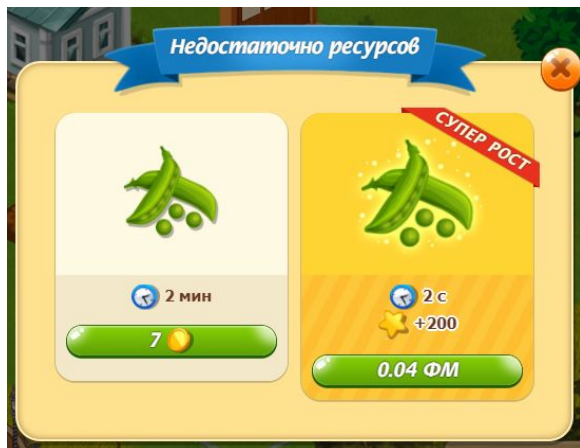 Недостаточно ресурсов
СУПЕР РОСТ
2 мин
7
2 с
+200
0.04 ФМ